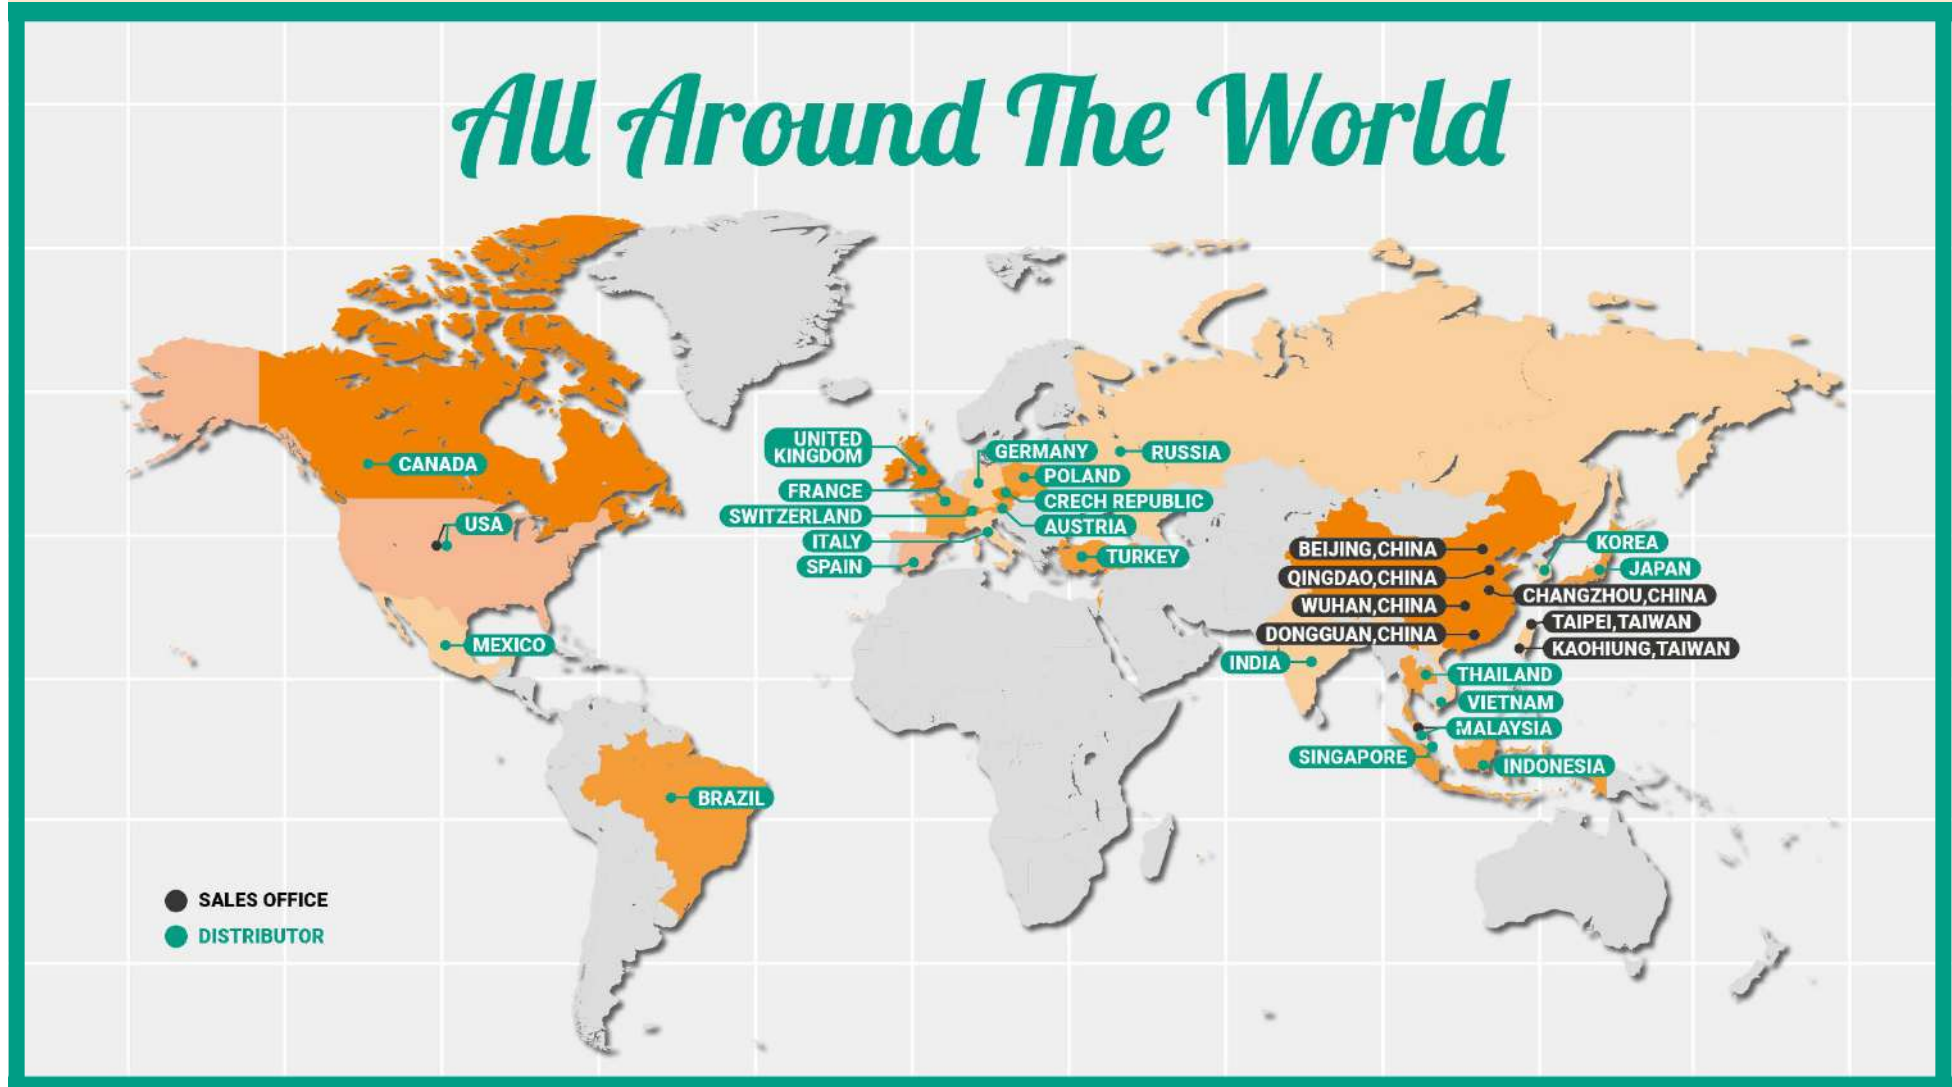 All Around The World
CANADA
USA
MEXICO
BRAZIL
UNITED
KINGDOM
FRANCE
SWITZERLAND
ITALY
SPAIN
GERMANY
POLAND
CRECH REPUBLIC
AUSTRIA
TURKEY
RUSSIA
BEIJING,CHINA
QINGDAO,CHINA
WUHAN,CHINA
DONGGUAN,CHINA
INDIA
KOREA
JAPAN
CHANGZHOU,CHINA
TAIPEI,TAIWAN
KAOHIUNG,TAIWAN
THAILAND
VIETNAM
MALAYSIA
SINGAPORE
INDONESIA
SALES OFFICE
DISTRIBUTOR